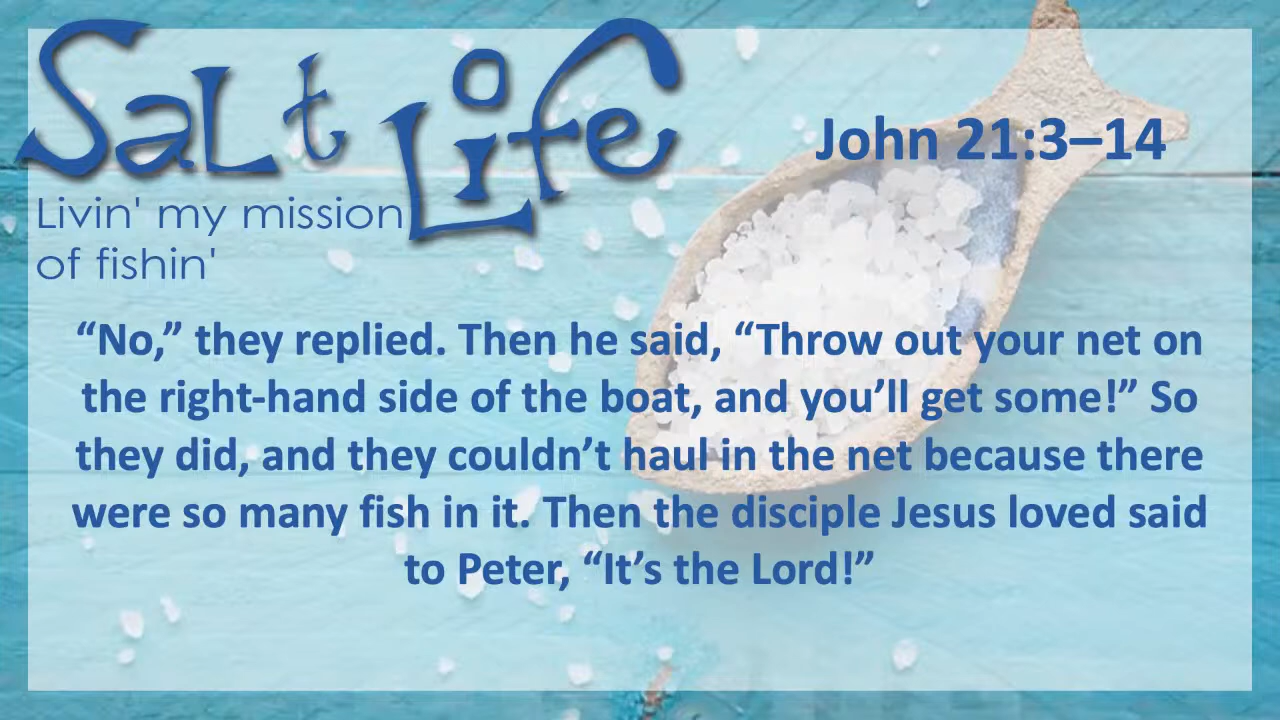 Salt Life
John 21:3–14
Livin' my mission
of fishin'
“No,” they replied. Then he said, “Throw out your net on
the right-hand side of the boat, and you’ll get some!” So
they did, and they couldn’t haul in the net because there
were so many fish in it. Then the disciple Jesus loved said
to Peter, “It’s the Lord!”